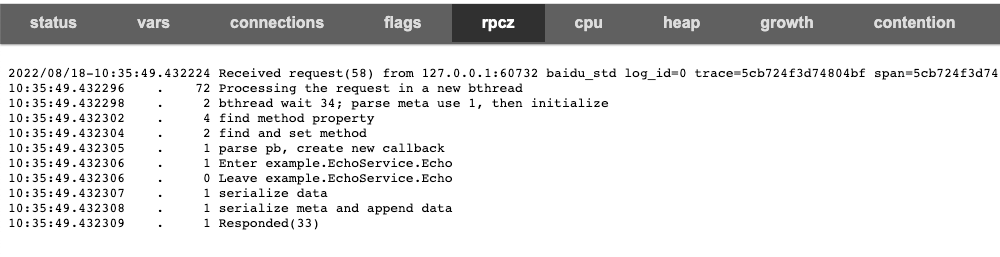 status vars connections flags rpcz cpu heap growth contention
2022/08/18-10:35:49.432224 Received request(58) from 127.0.0.1:60732 baidu_std log_id=0 trace=5cb724f3d74804bf span=5cb724f3d74
10:35:49.432296 . 72 Processing the request in a new bthread
10:35:49.432298 . 2 bthread wait 34; parse meta use 1, then initialize
10:35:49.432302 . 4 find method property
10:35:49.432304 . 2 find and set method
10:35:49.432305 . 1 parse pb, create new callback
10:35:49.432306 . 1 Enter example.EchoService.Echo
10:35:49.432306 . 0 Leave example.EchoService.Echo
10:35:49.432307 . 1 serialize data
10:35:49.432308 . 1 serialize meta and append data
10:35:49.432309 . 1 Responded(33)